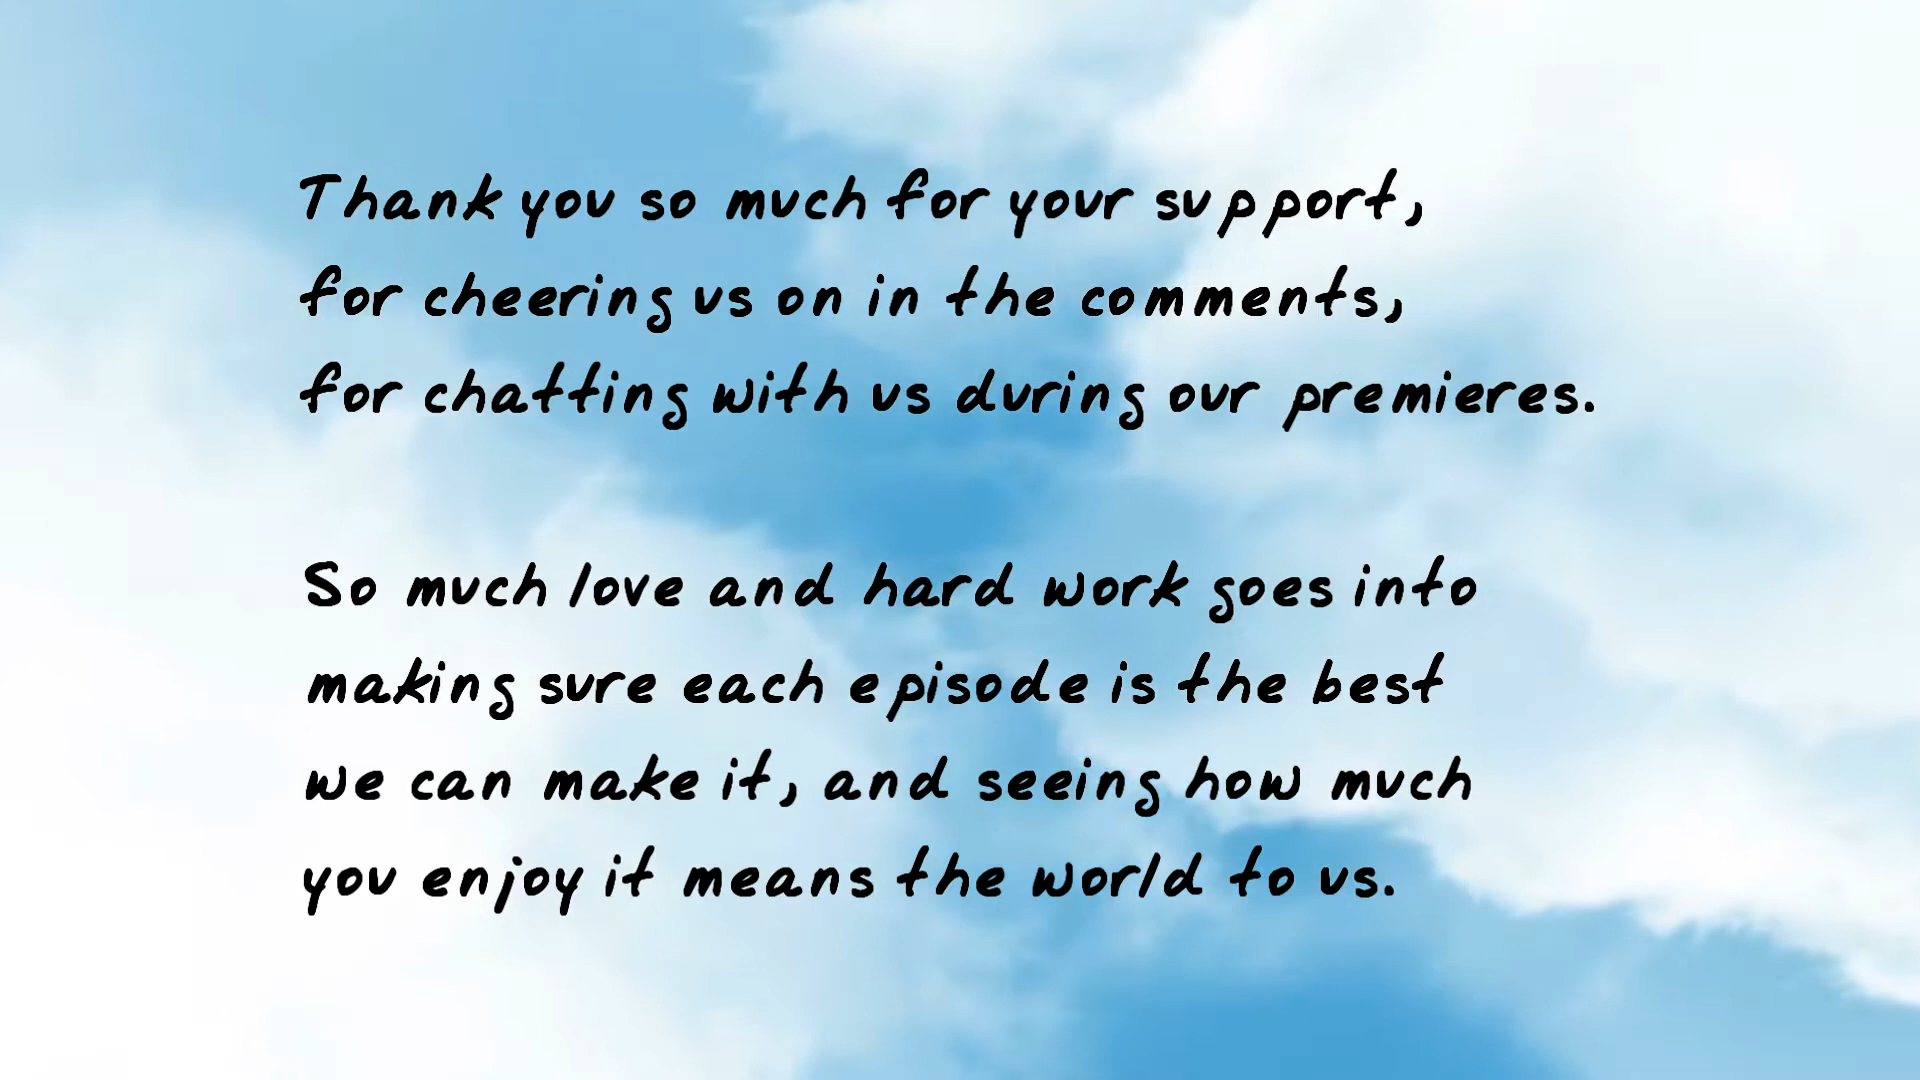 Thank you so much for your support,
for cheering us on in the comments,
for chatting with us during our premieres.
So much love and hard work goes into
making sure each episode is the best
we can make it, and seeing how much
you enjoy it means the world to us.